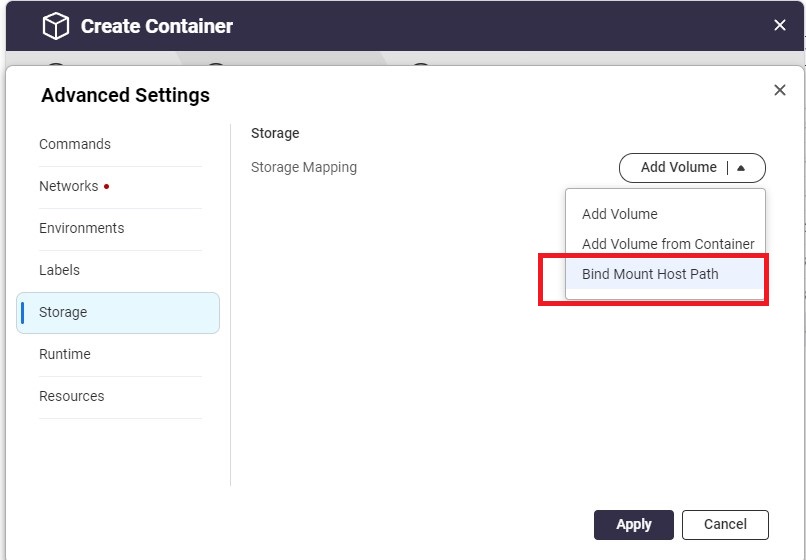 Create Container
Advanced Settings
Commands
Networks
Environments
Labels
Storage
Runtime
Resources
Storage
Storage Mapping
Add Volume
Add Volume
Add Volume from Container
Bind Mount Host Path
Apply
Cancel